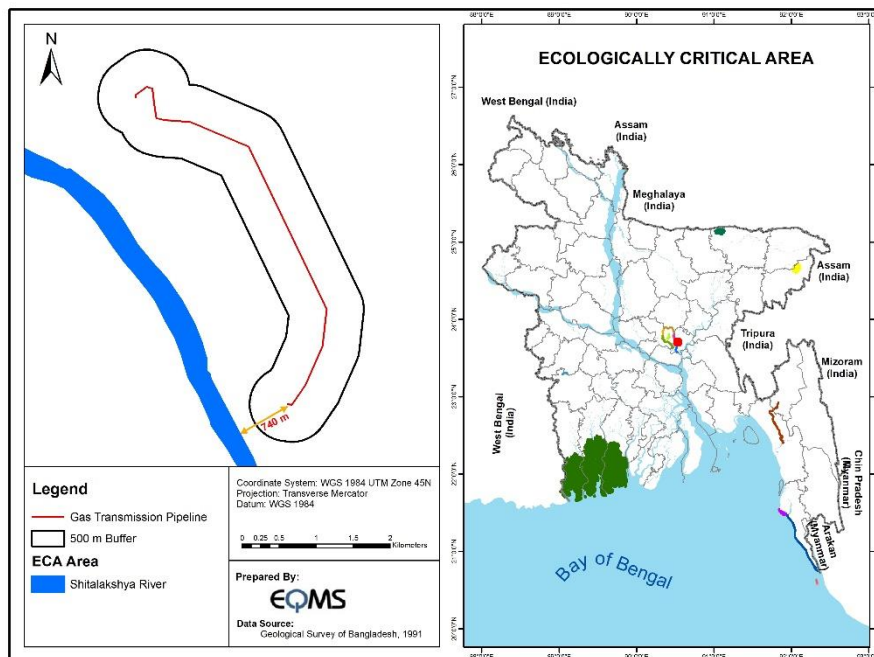 N
740 m
Legend
Gas Transmission Pipeline
500 m Buffer
ECA Area
Shitalakshya River
Coordinate System: WGS 1984 UTM Zone 45N
Projection: Transverse Mercator
Datum: WGS 1984
0 0.25 0.5 1 1.5 2
Kilometers
Prepared By:
EQMS
Data Source:
Geological Survey of Bangladesh, 1991
ECOLOGICALLY CRITICAL AREA
West Bengal (India)
Assam
(India)
Meghalaya
(India)
Assam
(India)
Tripura
(India)
Mizoram
(India)
West Bengal
(India)
Chin Pradesh
(Myanmar)
Arakan
(Myanmar)
Bay of Bengal